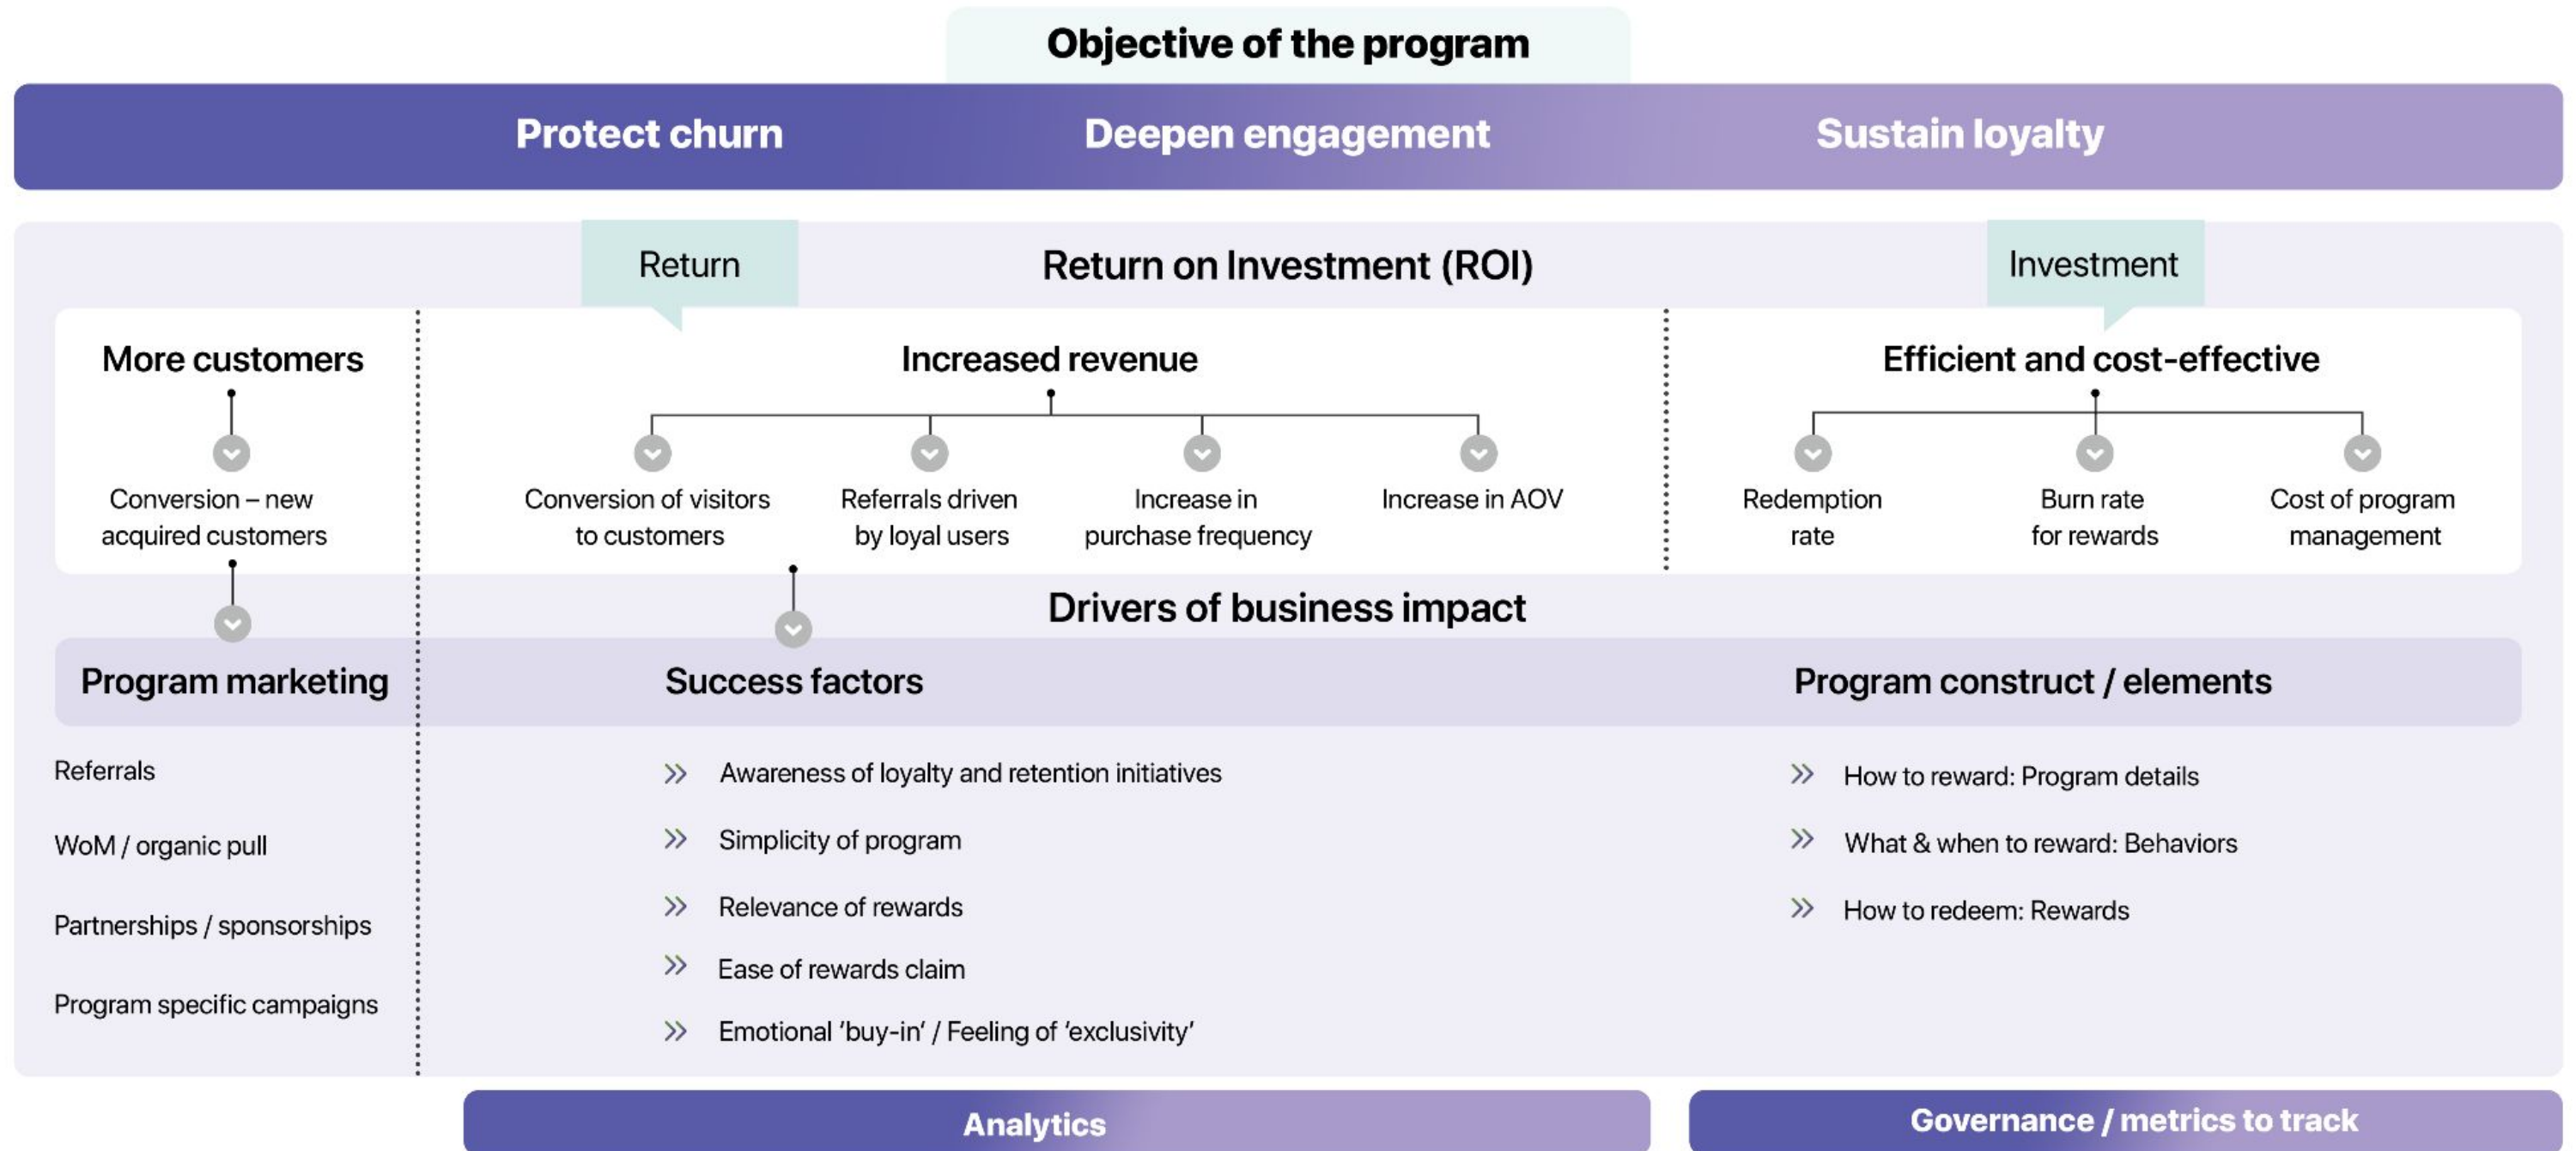 Objective of the program
Protect churn
Deepen engagement
Sustain loyalty
Return
Return on Investment (ROI)
Investment
More customers
Increased revenue
Efficient and cost-effective
Conversion – new
acquired customers
Conversion of visitors
to customers
Referrals driven
by loyal users
Increase in
purchase frequency
Increase in AOV
Redemption
rate
Burn rate
for rewards
Cost of program
management
Drivers of business impact
Program marketing
Success factors
Program construct / elements
Referrals
WoM / organic pull
Partnerships / sponsorships
Program specific campaigns
Awareness of loyalty and retention initiatives
Simplicity of program
Relevance of rewards
Ease of rewards claim
Emotional ‘buy-in’ / Feeling of ‘exclusivity’
How to reward: Program details
What & when to reward: Behaviors
How to redeem: Rewards
Analytics
Governance / metrics to track